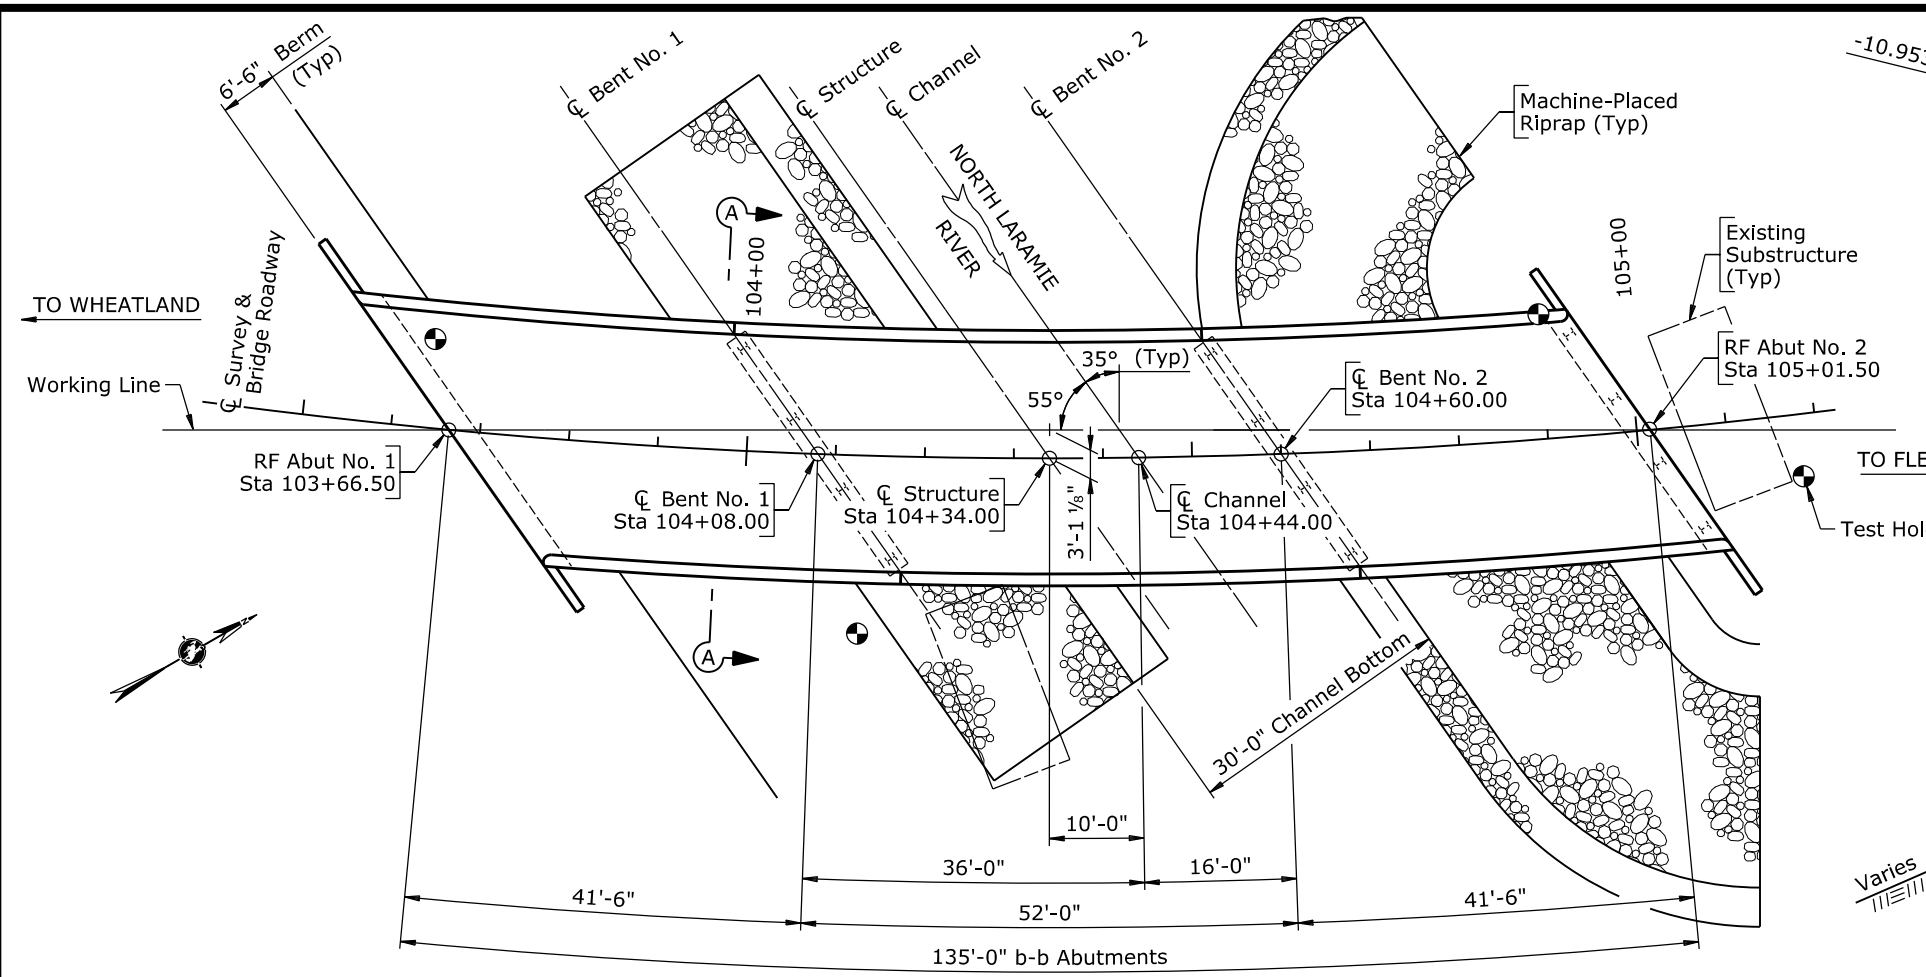 6'-6" Berm
(Typ)
℄ Bent No. 1
℄ Structure
℄ Channel
℄ Bent No. 2
-10.953
Machine-Placed
Riprap (Typ)
NORTH LARAMIE
RIVER
A
104+00
105+00
Existing
Substructure
(Typ)
TO WHEATLAND
℄ Survey &
Bridge Roadway
Working Line
35° (Typ)
55°
RF Abut No. 2
Sta 105+01.50
℄ Bent No. 2
Sta 104+60.00
RF Abut No. 1
Sta 103+66.50
℄ Bent No. 1
Sta 104+08.00
℄ Structure
Sta 104+34.00
3'-1 ⅛"
℄ Channel
Sta 104+44.00
TO FLE
Test Hol
N
A
30'-0" Channel Bottom
10'-0"
36'-0"
16'-0"
41'-6"
52'-0"
41'-6"
135'-0" b-b Abutments
Varies